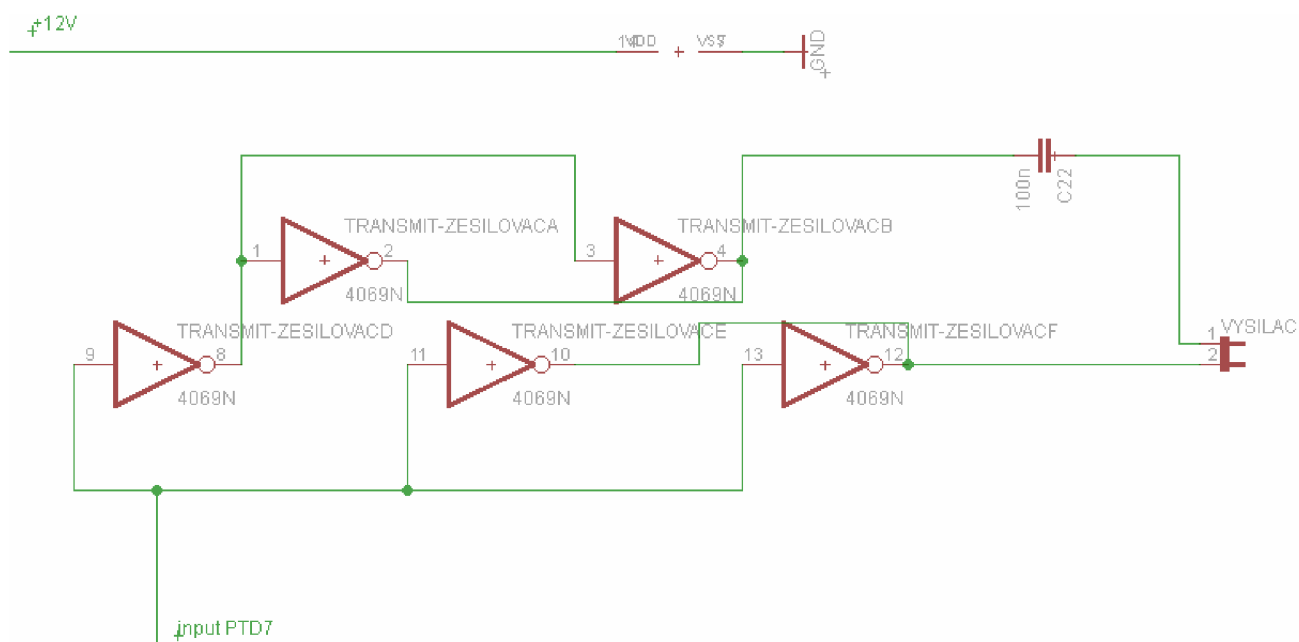 +12V
VSS
GND
100n
C22
TRANSMIT-ZESILOVACA
TRANSMIT-ZESILOVACB
1
2
3
4
4069N
4069N
TRANSMIT-ZESILOVACD
TRANSMIT-ZESILOVACE
TRANSMIT-ZESILOVACF
1 VYSILAC
2
9
8
11
10
13
12
4069N
4069N
4069N
input PTD7